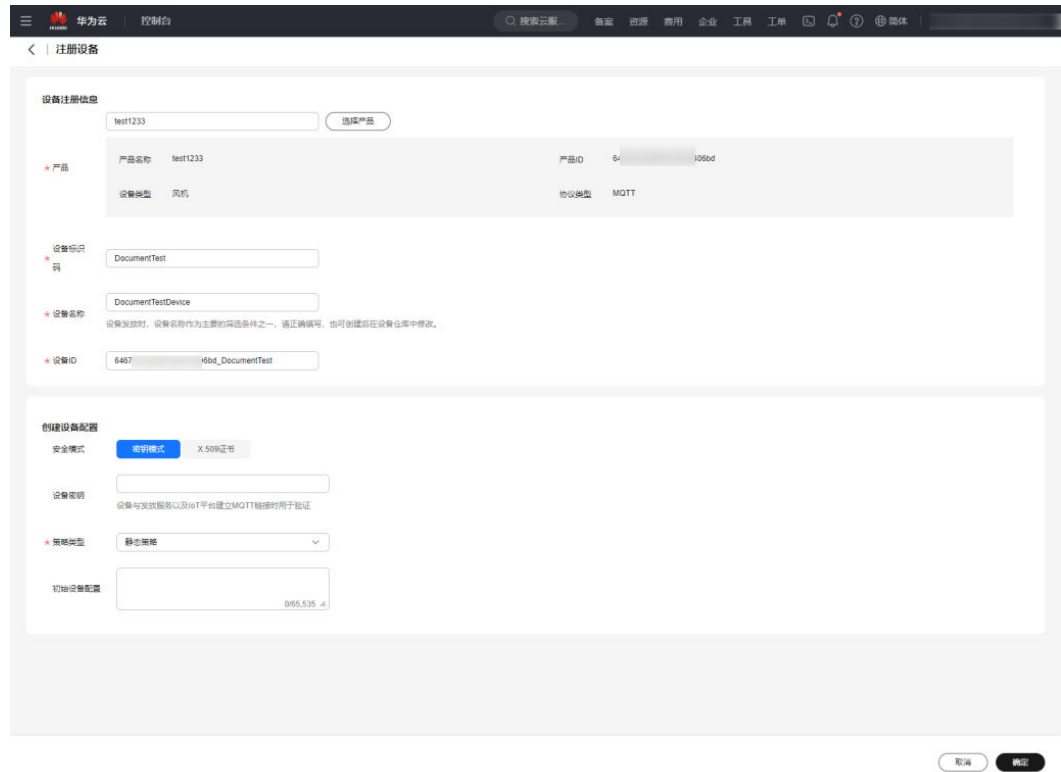 HUAWEI 华为云 控制台 搜索云服... 备案 资源 费用 企业 工具 工单 简体
注册设备
设备注册信息
test1233 选择产品
产品
产品名称 test1233 产品ID 64 06bd
设备类型 风机 协议类型 MQTT
设备标识码
DocumentTest
设备名称
DocumentTestDevice
设备发放时，设备名称作为主要的筛选条件之一，请正确填写，也可创建后在设备仓库中修改。
设备ID 6467 6bd_DocumentTest
创建设备配置
安全模式 密钥模式 X.509证书
设备密钥
设备与发放服务以及IoT平台建立MQTT链接时用于验证
策略类型 静态策略
初始设备配置
0/65,535
取消 确定